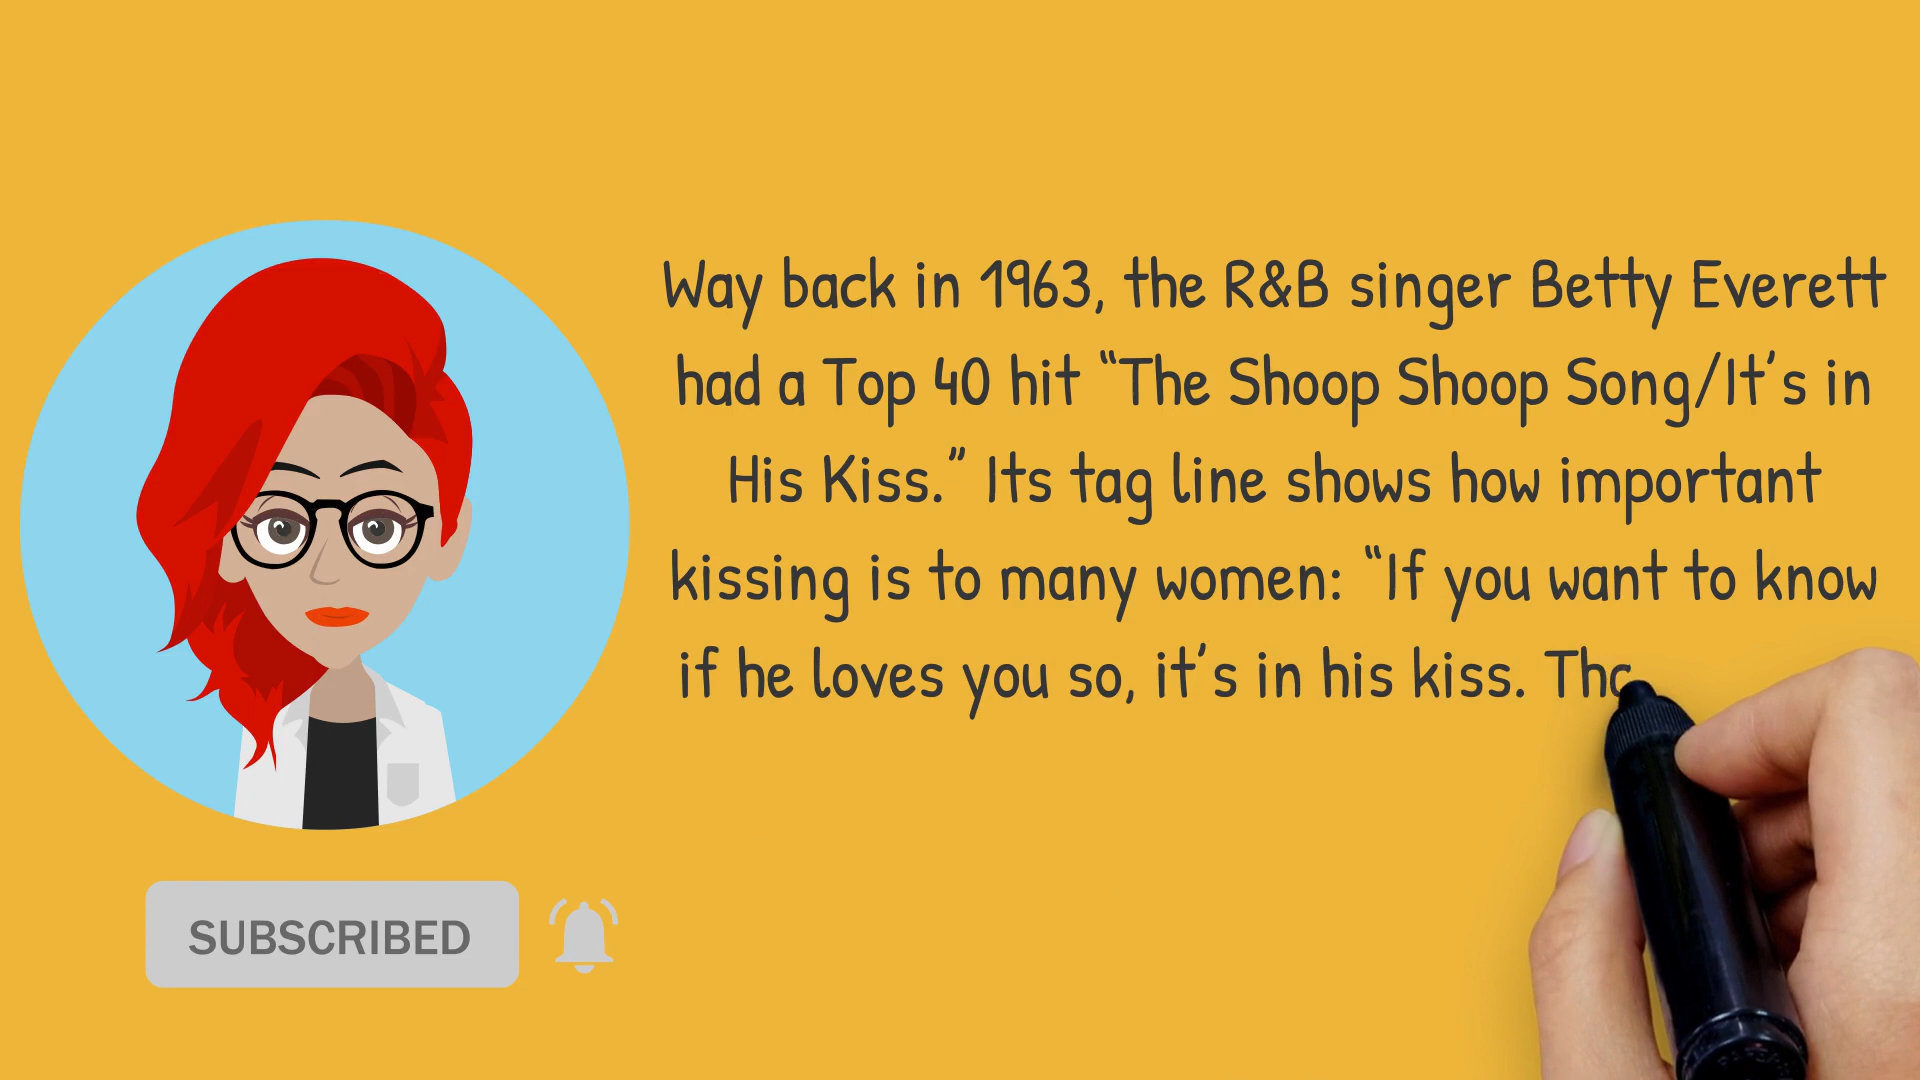 Way back in 1963, the R&B singer Betty Everett
had a Top 40 hit “The Shoop Shoop Song/It’s in
His Kiss.” Its tag line shows how important
kissing is to many women: “If you want to know
if he loves you so, it’s in his kiss.
SUBSCRIBED